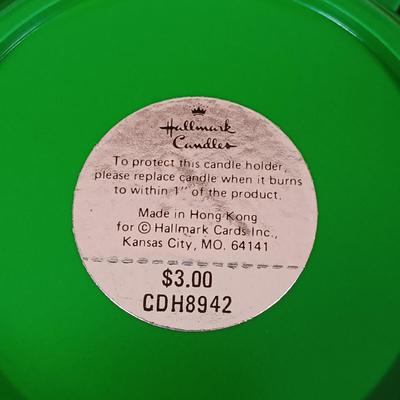 Hallmark
Candles
To protect this candle holder,
please replace candle when it burns
to within 1" of the product.
Made in Hong Kong
for © Hallmark Cards Inc.,
Kansas City, MO. 64141
$3.00
CDH8942